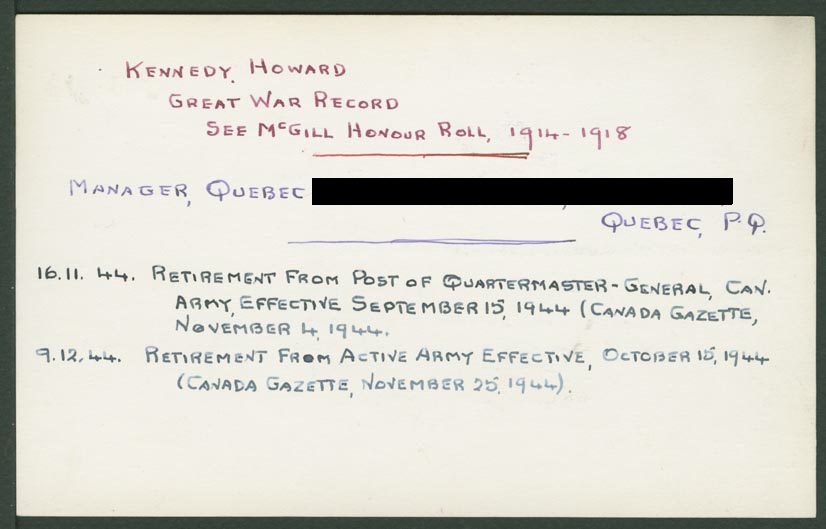 KENNEDY, HOWARD
GREAT WAR RECORD
SEE McGILL HONOUR ROLL, 1914-1918
MANAGER, QUEBEC
QUEBEC, P.Q.
16.11.44. RETIREMENT FROM POST OF QUARTERMASTER-GENERAL, CAN.
ARMY, EFFECTIVE SEPTEMBER 15, 1944 (CANADA GAZETTE,
NOVEMBER 4, 1944.
9.12.44. RETIREMENT FROM ACTIVE ARMY EFFECTIVE, OCTOBER 15, 1944
(CANADA GAZETTE, NOVEMBER 25, 1944).